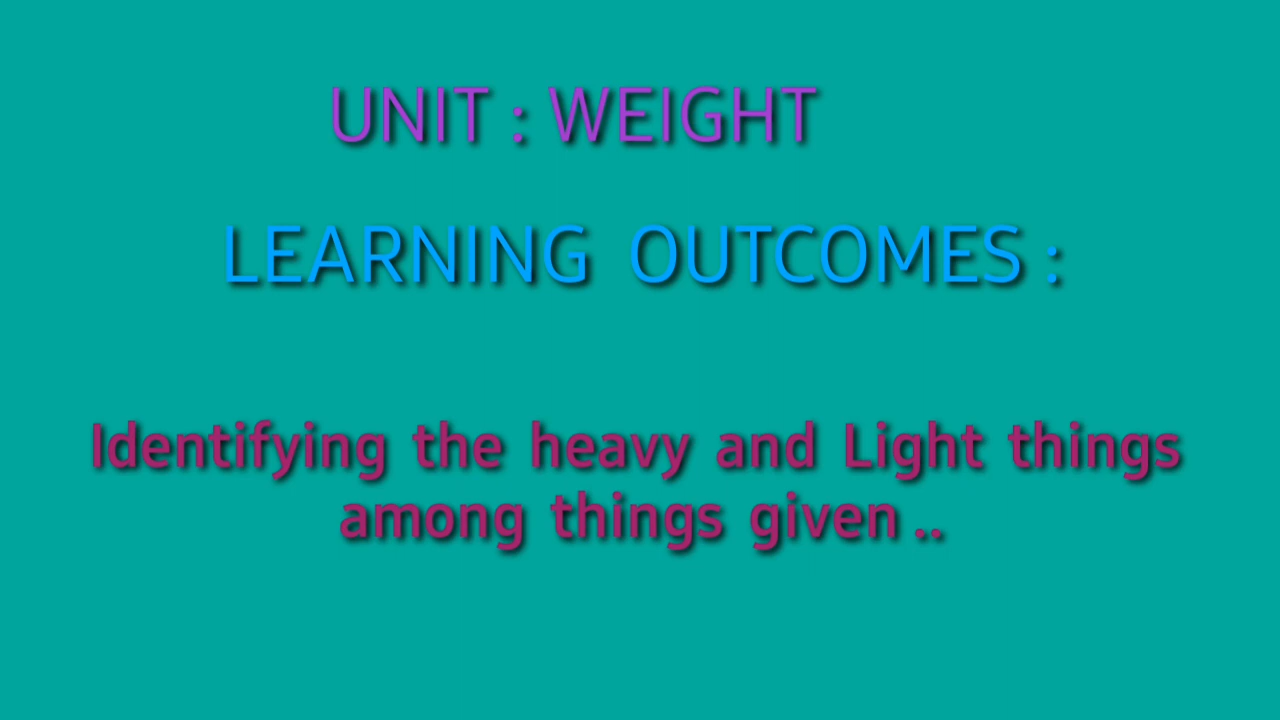 UNIT : WEIGHT
LEARNING OUTCOMES :
Identifying the heavy and Light things
among things given ..